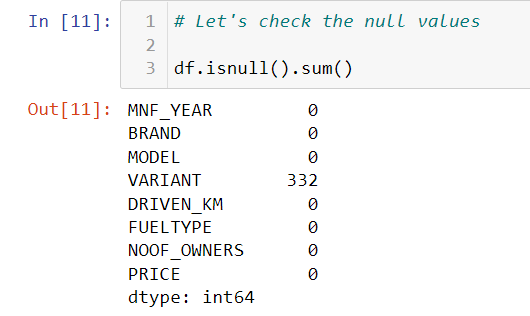 In [11]: 1 # Let's check the null values
2
3 df.isnull().sum()
Out[11]: MNF_YEAR 0
BRAND 0
MODEL 0
VARIANT 332
DRIVEN_KM 0
FUELTYPE 0
NOOF_OWNERS 0
PRICE 0
dtype: int64